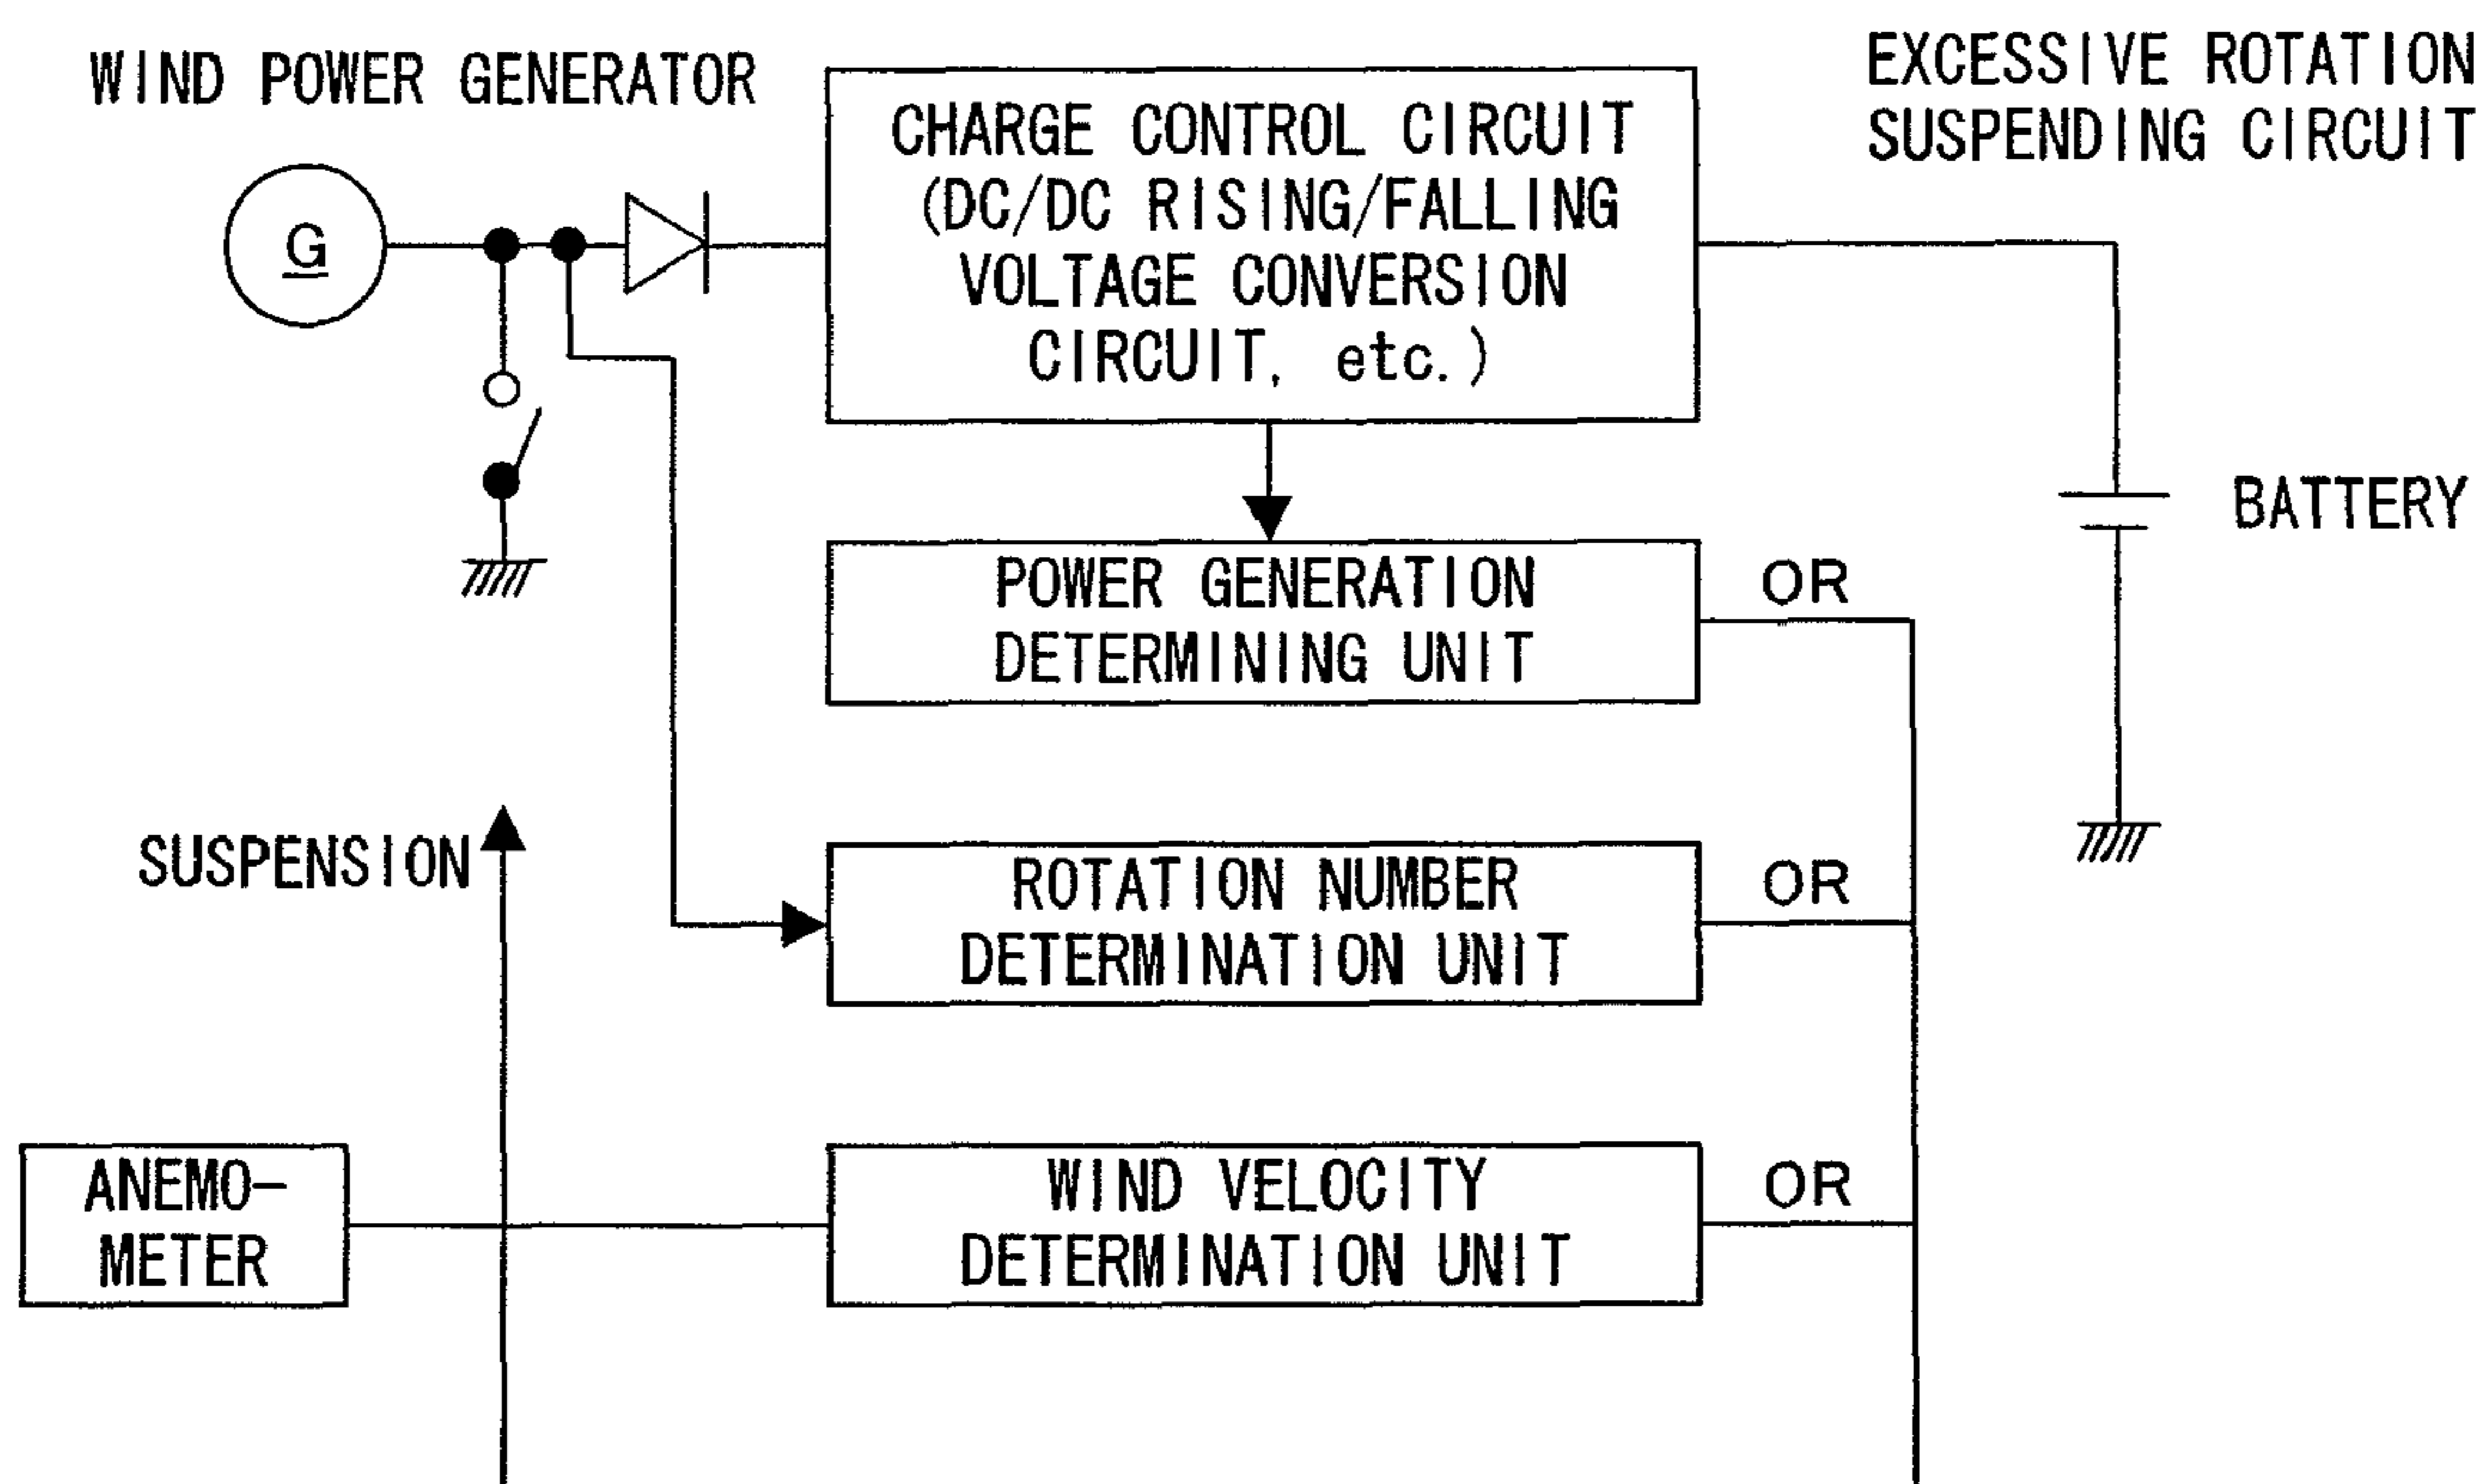 WIND POWER GENERATOR
EXCESSIVE ROTATION
SUSPENDING CIRCUIT
G
CHARGE CONTROL CIRCUIT
(DC/DC RISING/FALLING
VOLTAGE CONVERSION
CIRCUIT, etc.)
BATTERY
POWER GENERATION
DETERMINING UNIT
OR
SUSPENSION
ROTATION NUMBER
DETERMINATION UNIT
OR
ANEMO-
METER
WIND VELOCITY
DETERMINATION UNIT
OR